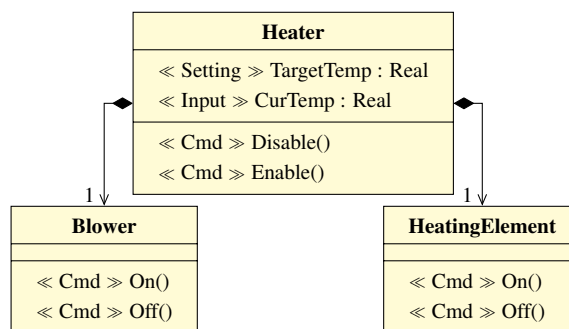 Heater
≪ Setting ≫ TargetTemp : Real
≪ Input ≫ CurTemp : Real
≪ Cmd ≫ Disable()
≪ Cmd ≫ Enable()
1
1
Blower
HeatingElement
≪ Cmd ≫ On()
≪ Cmd ≫ On()
≪ Cmd ≫ Off()
≪ Cmd ≫ Off()